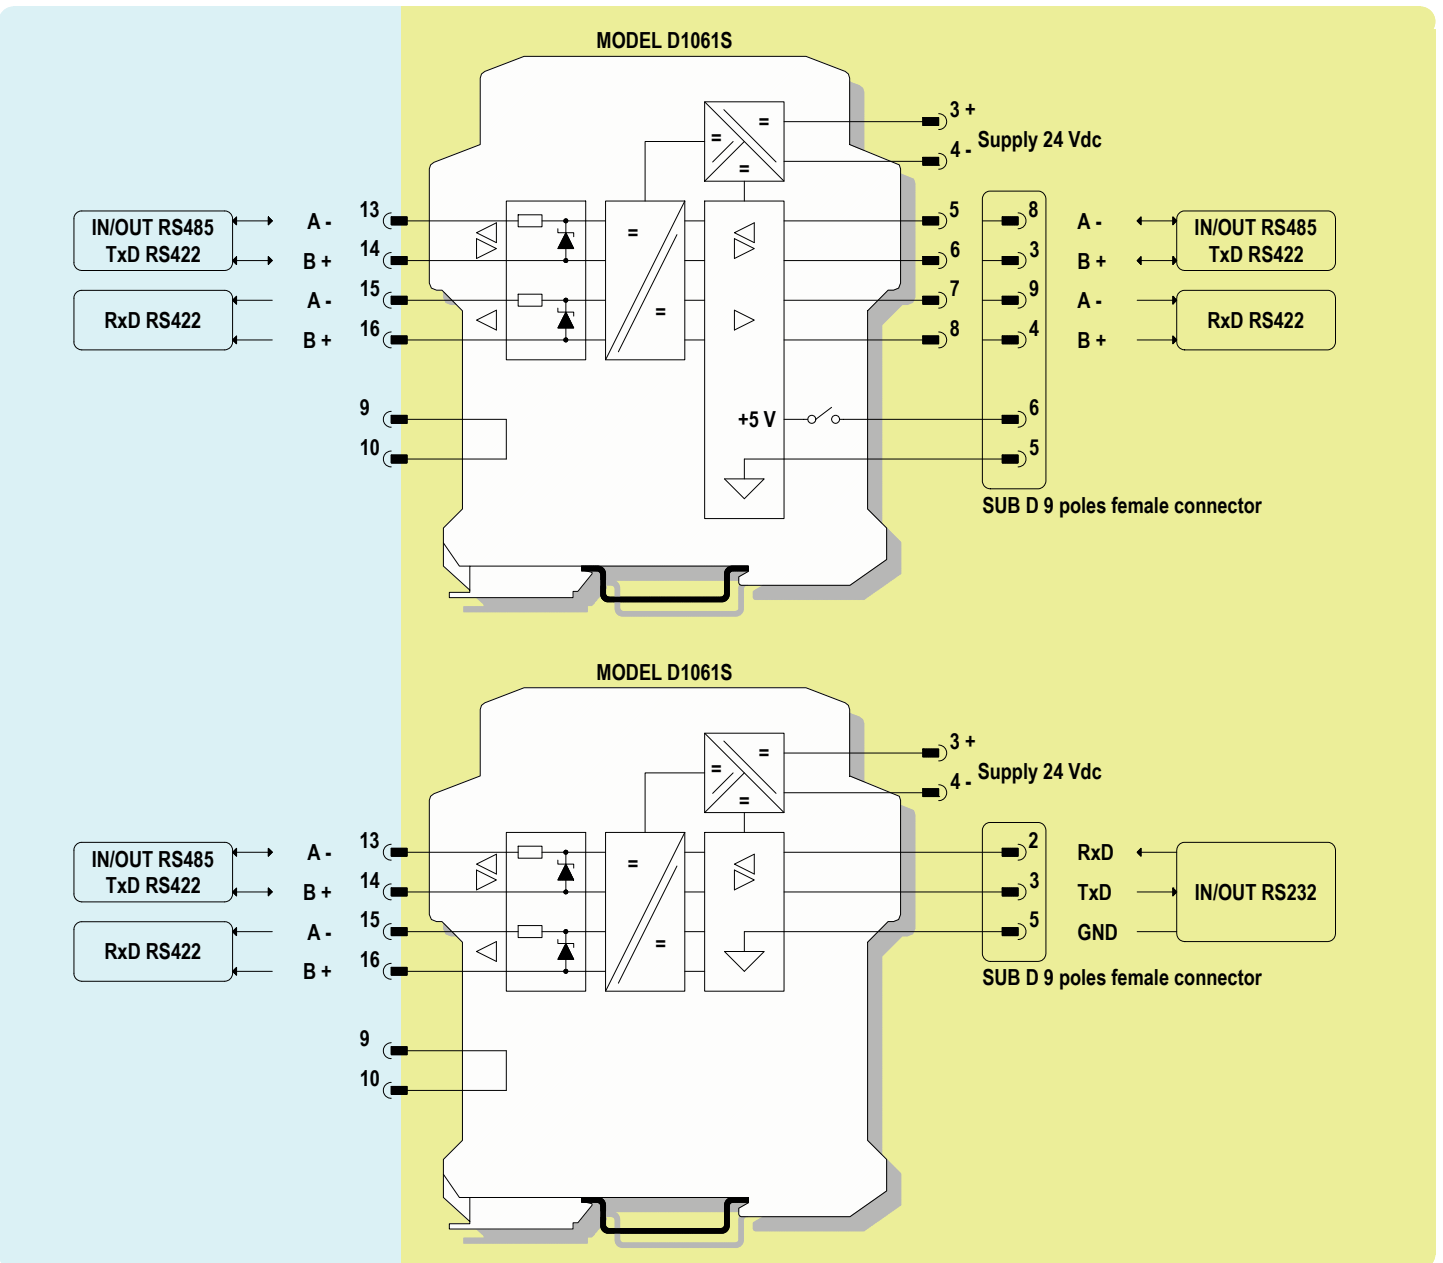 MODEL D1061S
3 +
Supply 24 Vdc
4 -
IN/OUT RS485
TxD RS422
A -
13
B +
14
RxD RS422
A -
15
B +
16
9
10
=
=
=
=
=
+5 V
5
6
7
8
8
3
9
4
6
5
A -
B +
IN/OUT RS485
TxD RS422
A -
B +
RxD RS422
SUB D 9 poles female connector
MODEL D1061S
3 +
Supply 24 Vdc
4 -
IN/OUT RS485
TxD RS422
A -
13
B +
14
RxD RS422
A -
15
B +
16
9
10
=
=
=
=
=
2
RxD
3
TxD
5
GND
IN/OUT RS232
SUB D 9 poles female connector